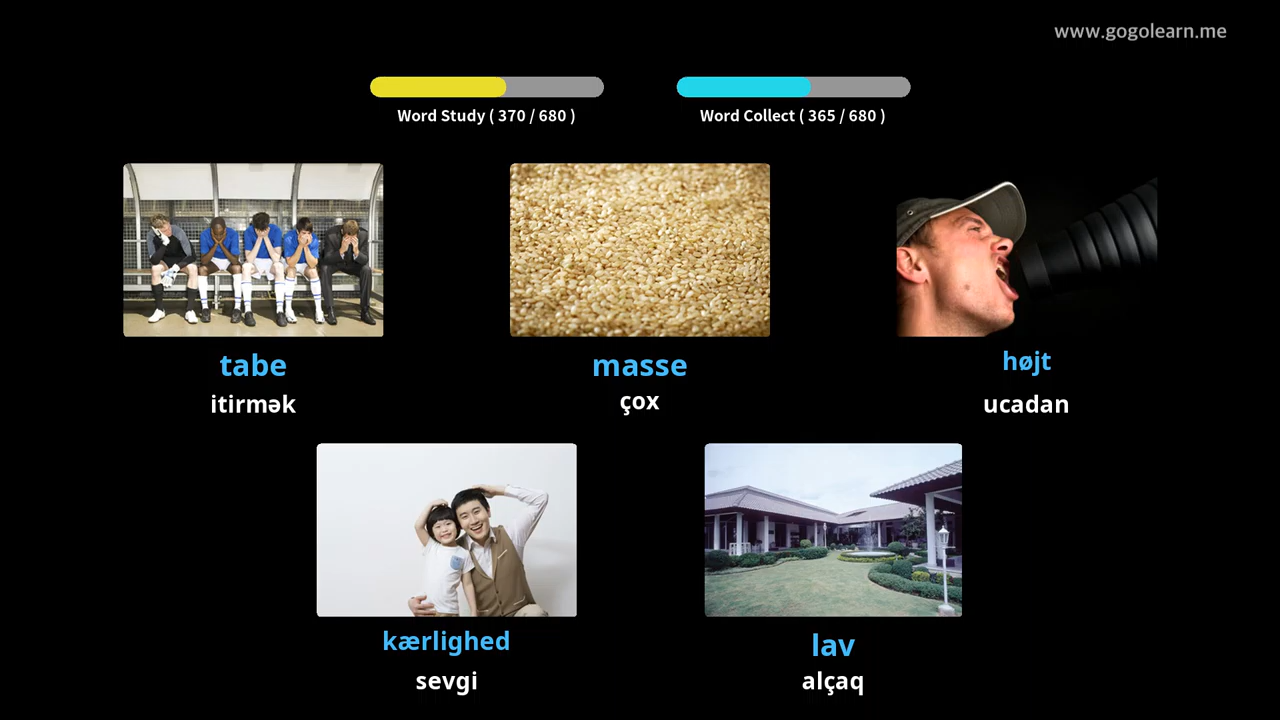 www.gogolearn.me
Word Study ( 370 / 680 )
Word Collect ( 365 / 680 )
tabe
itirmək
masse
çox
højt
ucadan
kærlighed
sevgi
lav
alçaq